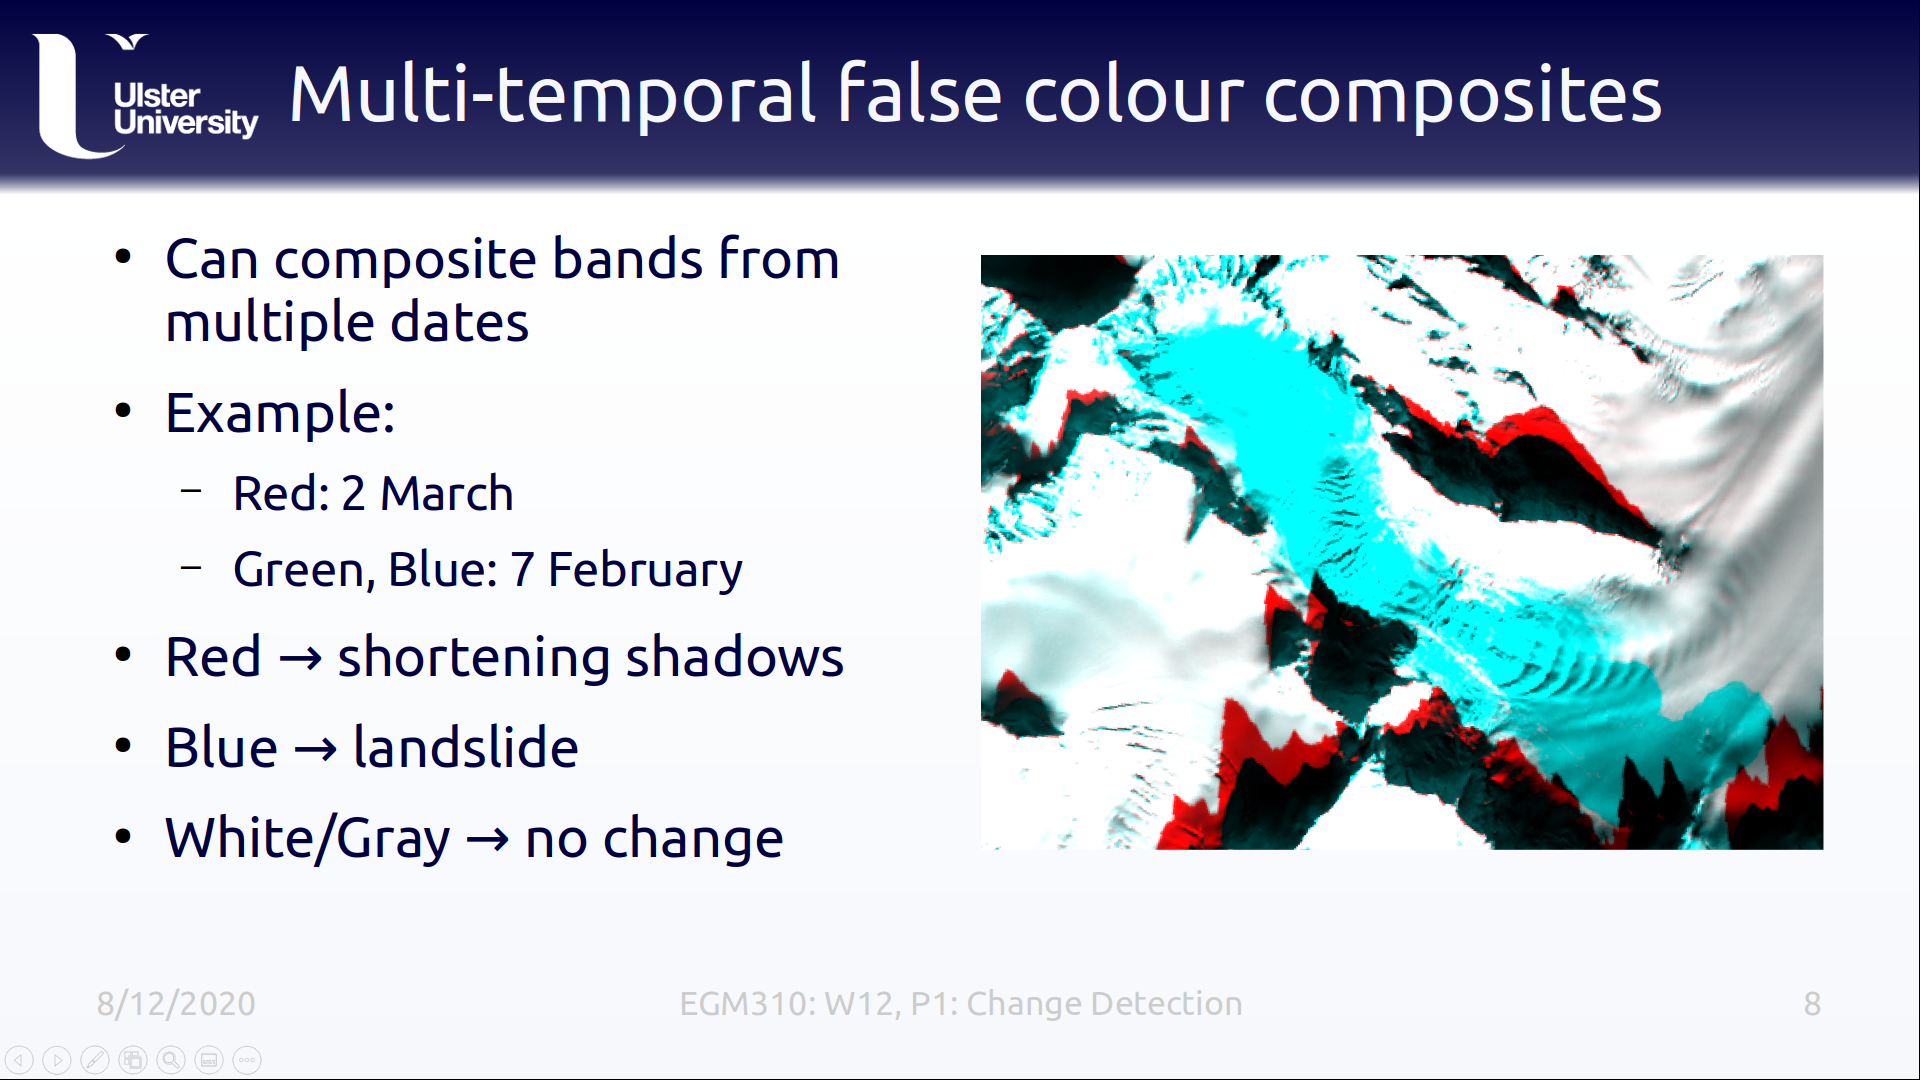 Ulster
University
Multi-temporal false colour composites
• Can composite bands from
multiple dates
• Example:
– Red: 2 March
– Green, Blue: 7 February
• Red → shortening shadows
• Blue → landslide
• White/Gray → no change
8/12/2020
EGM310: W12, P1: Change Detection
8